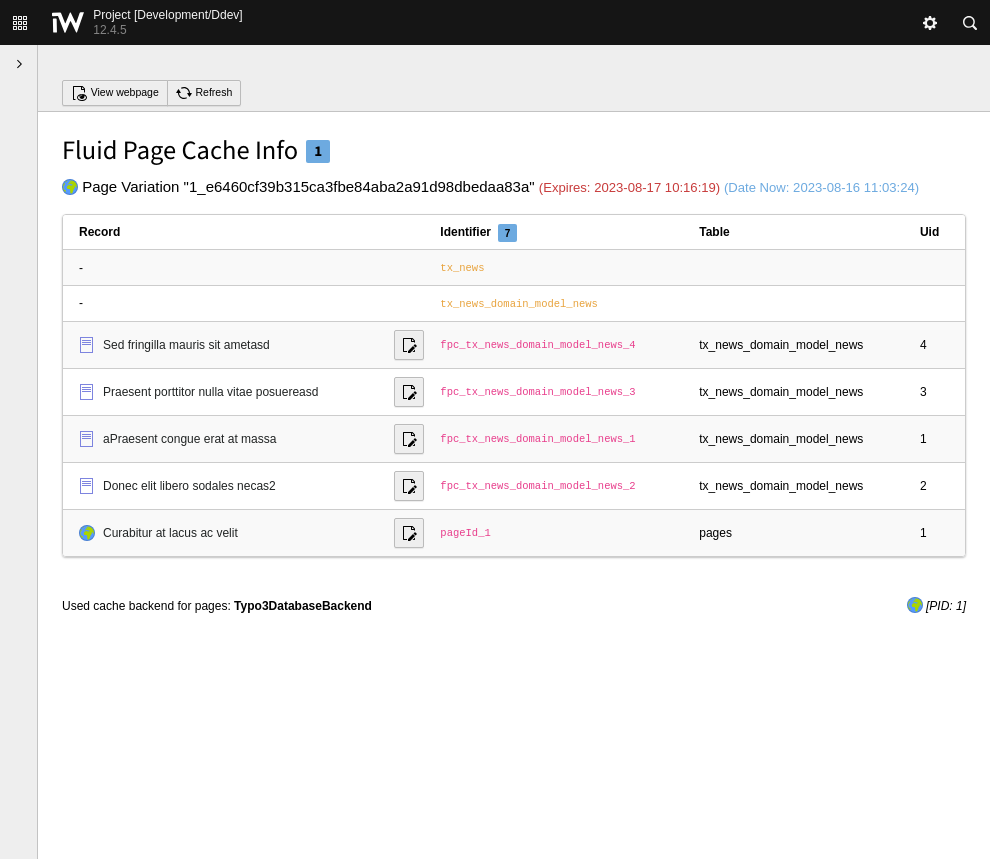 iW Project [Development/Ddev]
12.4.5
View webpage Refresh
Fluid Page Cache Info 1
Page Variation "1_e6460cf39b315ca3fbe84aba2a91d98dbedaa83a" (Expires: 2023-08-17 10:16:19) (Date Now: 2023-08-16 11:03:24)
Record Identifier 7 Table Uid
- tx_news
- tx_news_domain_model_news
Sed fringilla mauris sit ametasd fpc_tx_news_domain_model_news_4 tx_news_domain_model_news 4
Praesent porttitor nulla vitae posuereasd fpc_tx_news_domain_model_news_3 tx_news_domain_model_news 3
aPraesent congue erat at massa fpc_tx_news_domain_model_news_1 tx_news_domain_model_news 1
Donec elit libero sodales necas2 fpc_tx_news_domain_model_news_2 tx_news_domain_model_news 2
Curabitur at lacus ac velit pageId_1 pages 1
Used cache backend for pages: Typo3DatabaseBackend [PID: 1]